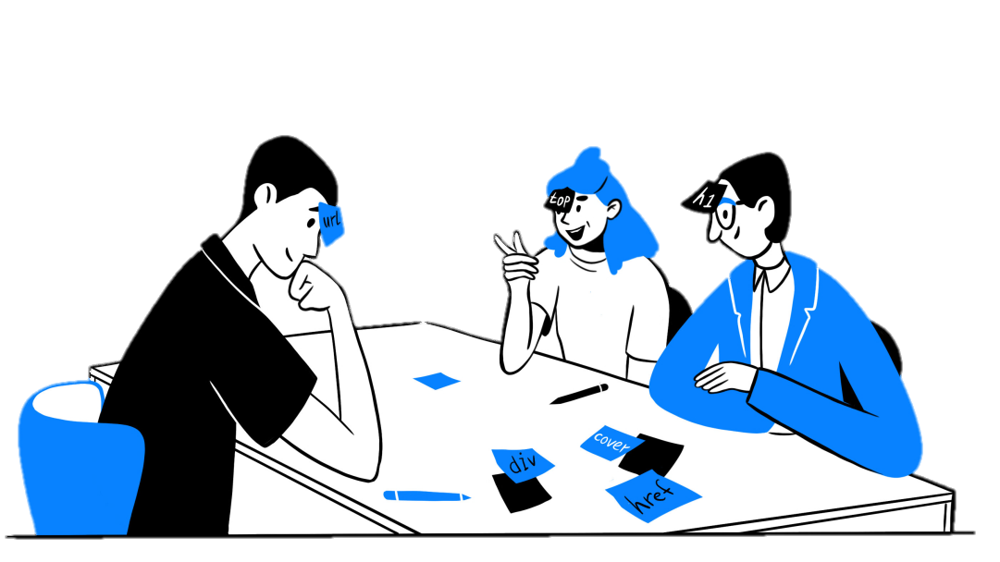 url
top
h1
cover
div
href